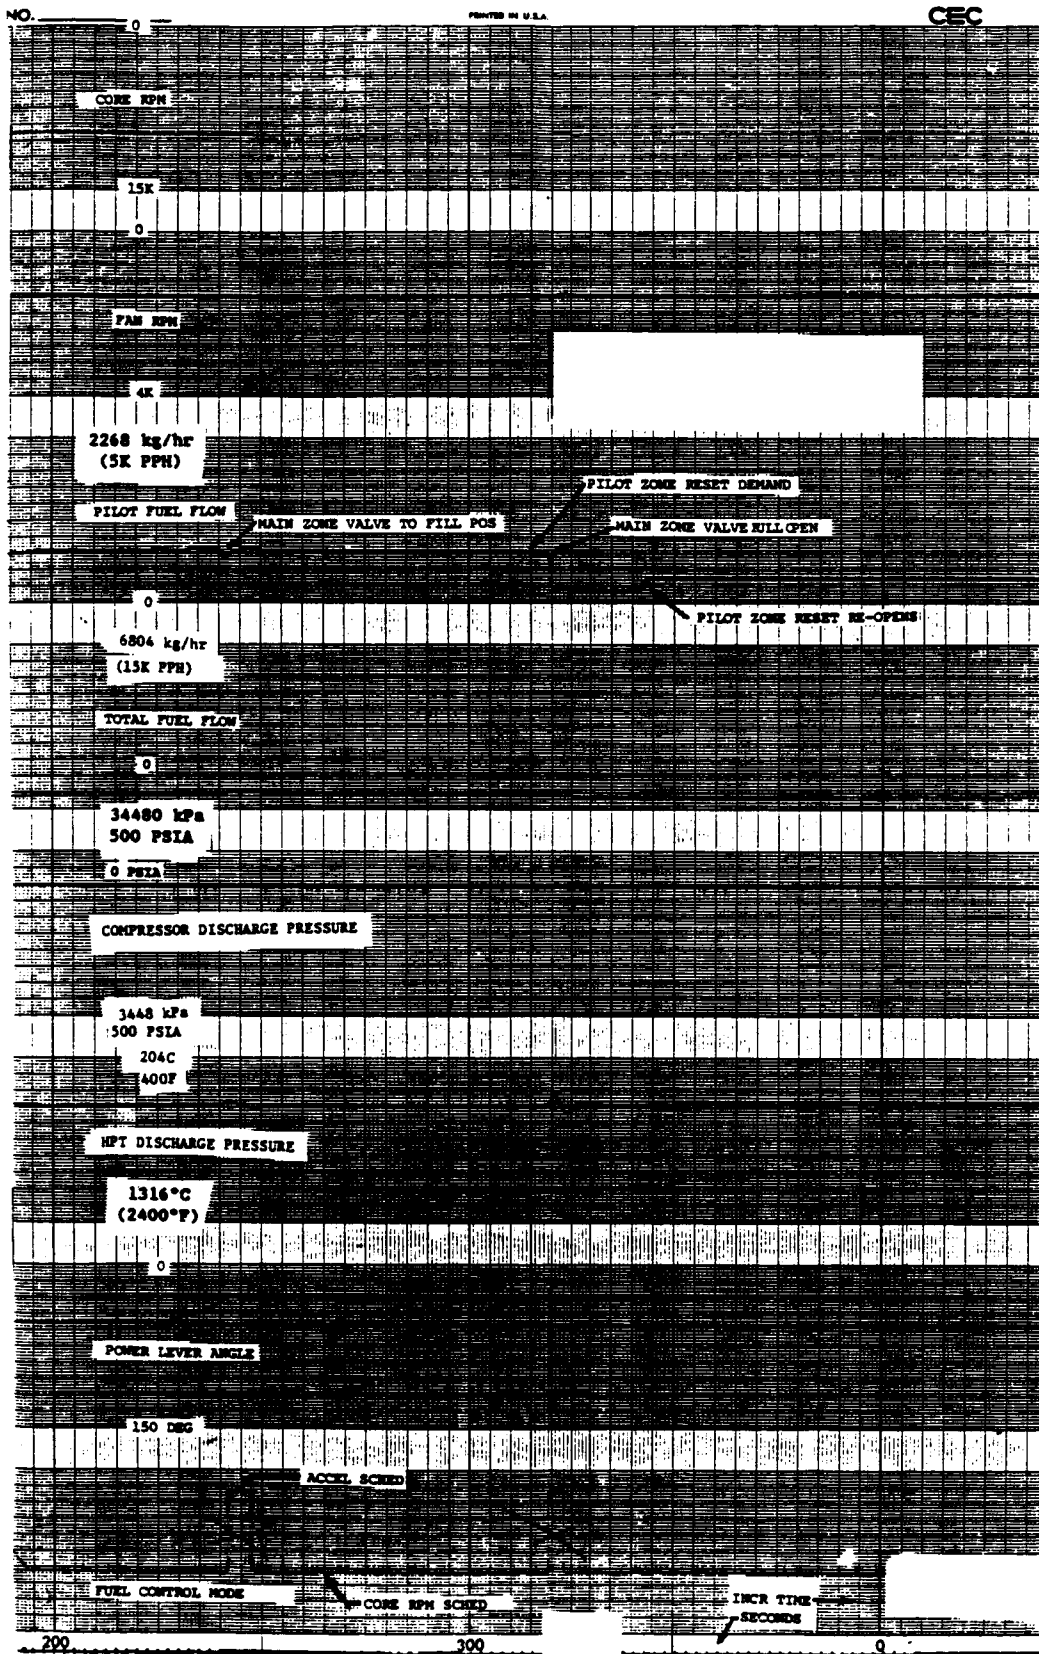 NO.
PRINTED IN U.S.A.
CEC
0
CORE RPM
15K
0
FAN RPM
4K
2268 kg/hr
(5K PPH)
PILOT ZONE RESET DEMAND
PILOT FUEL FLOW
MAIN ZONE VALVE TO FILL POS
MAIN ZONE VALVE FULL OPEN
0
PILOT ZONE RESET RE-OPENS
6804 kg/hr
(15K PPH)
TOTAL FUEL FLOW
0
34480 kPa
500 PSIA
0 PSIA
COMPRESSOR DISCHARGE PRESSURE
3448 kPa
500 PSIA
204C
400F
HPT DISCHARGE PRESSURE
1316°C
(2400°F)
0
POWER LEVER ANGLE
150 DEG
ACCEL SCHED
FUEL CONTROL MODE
CORE RPM SCHED
INCR TIME
SECONDS
200
300
0